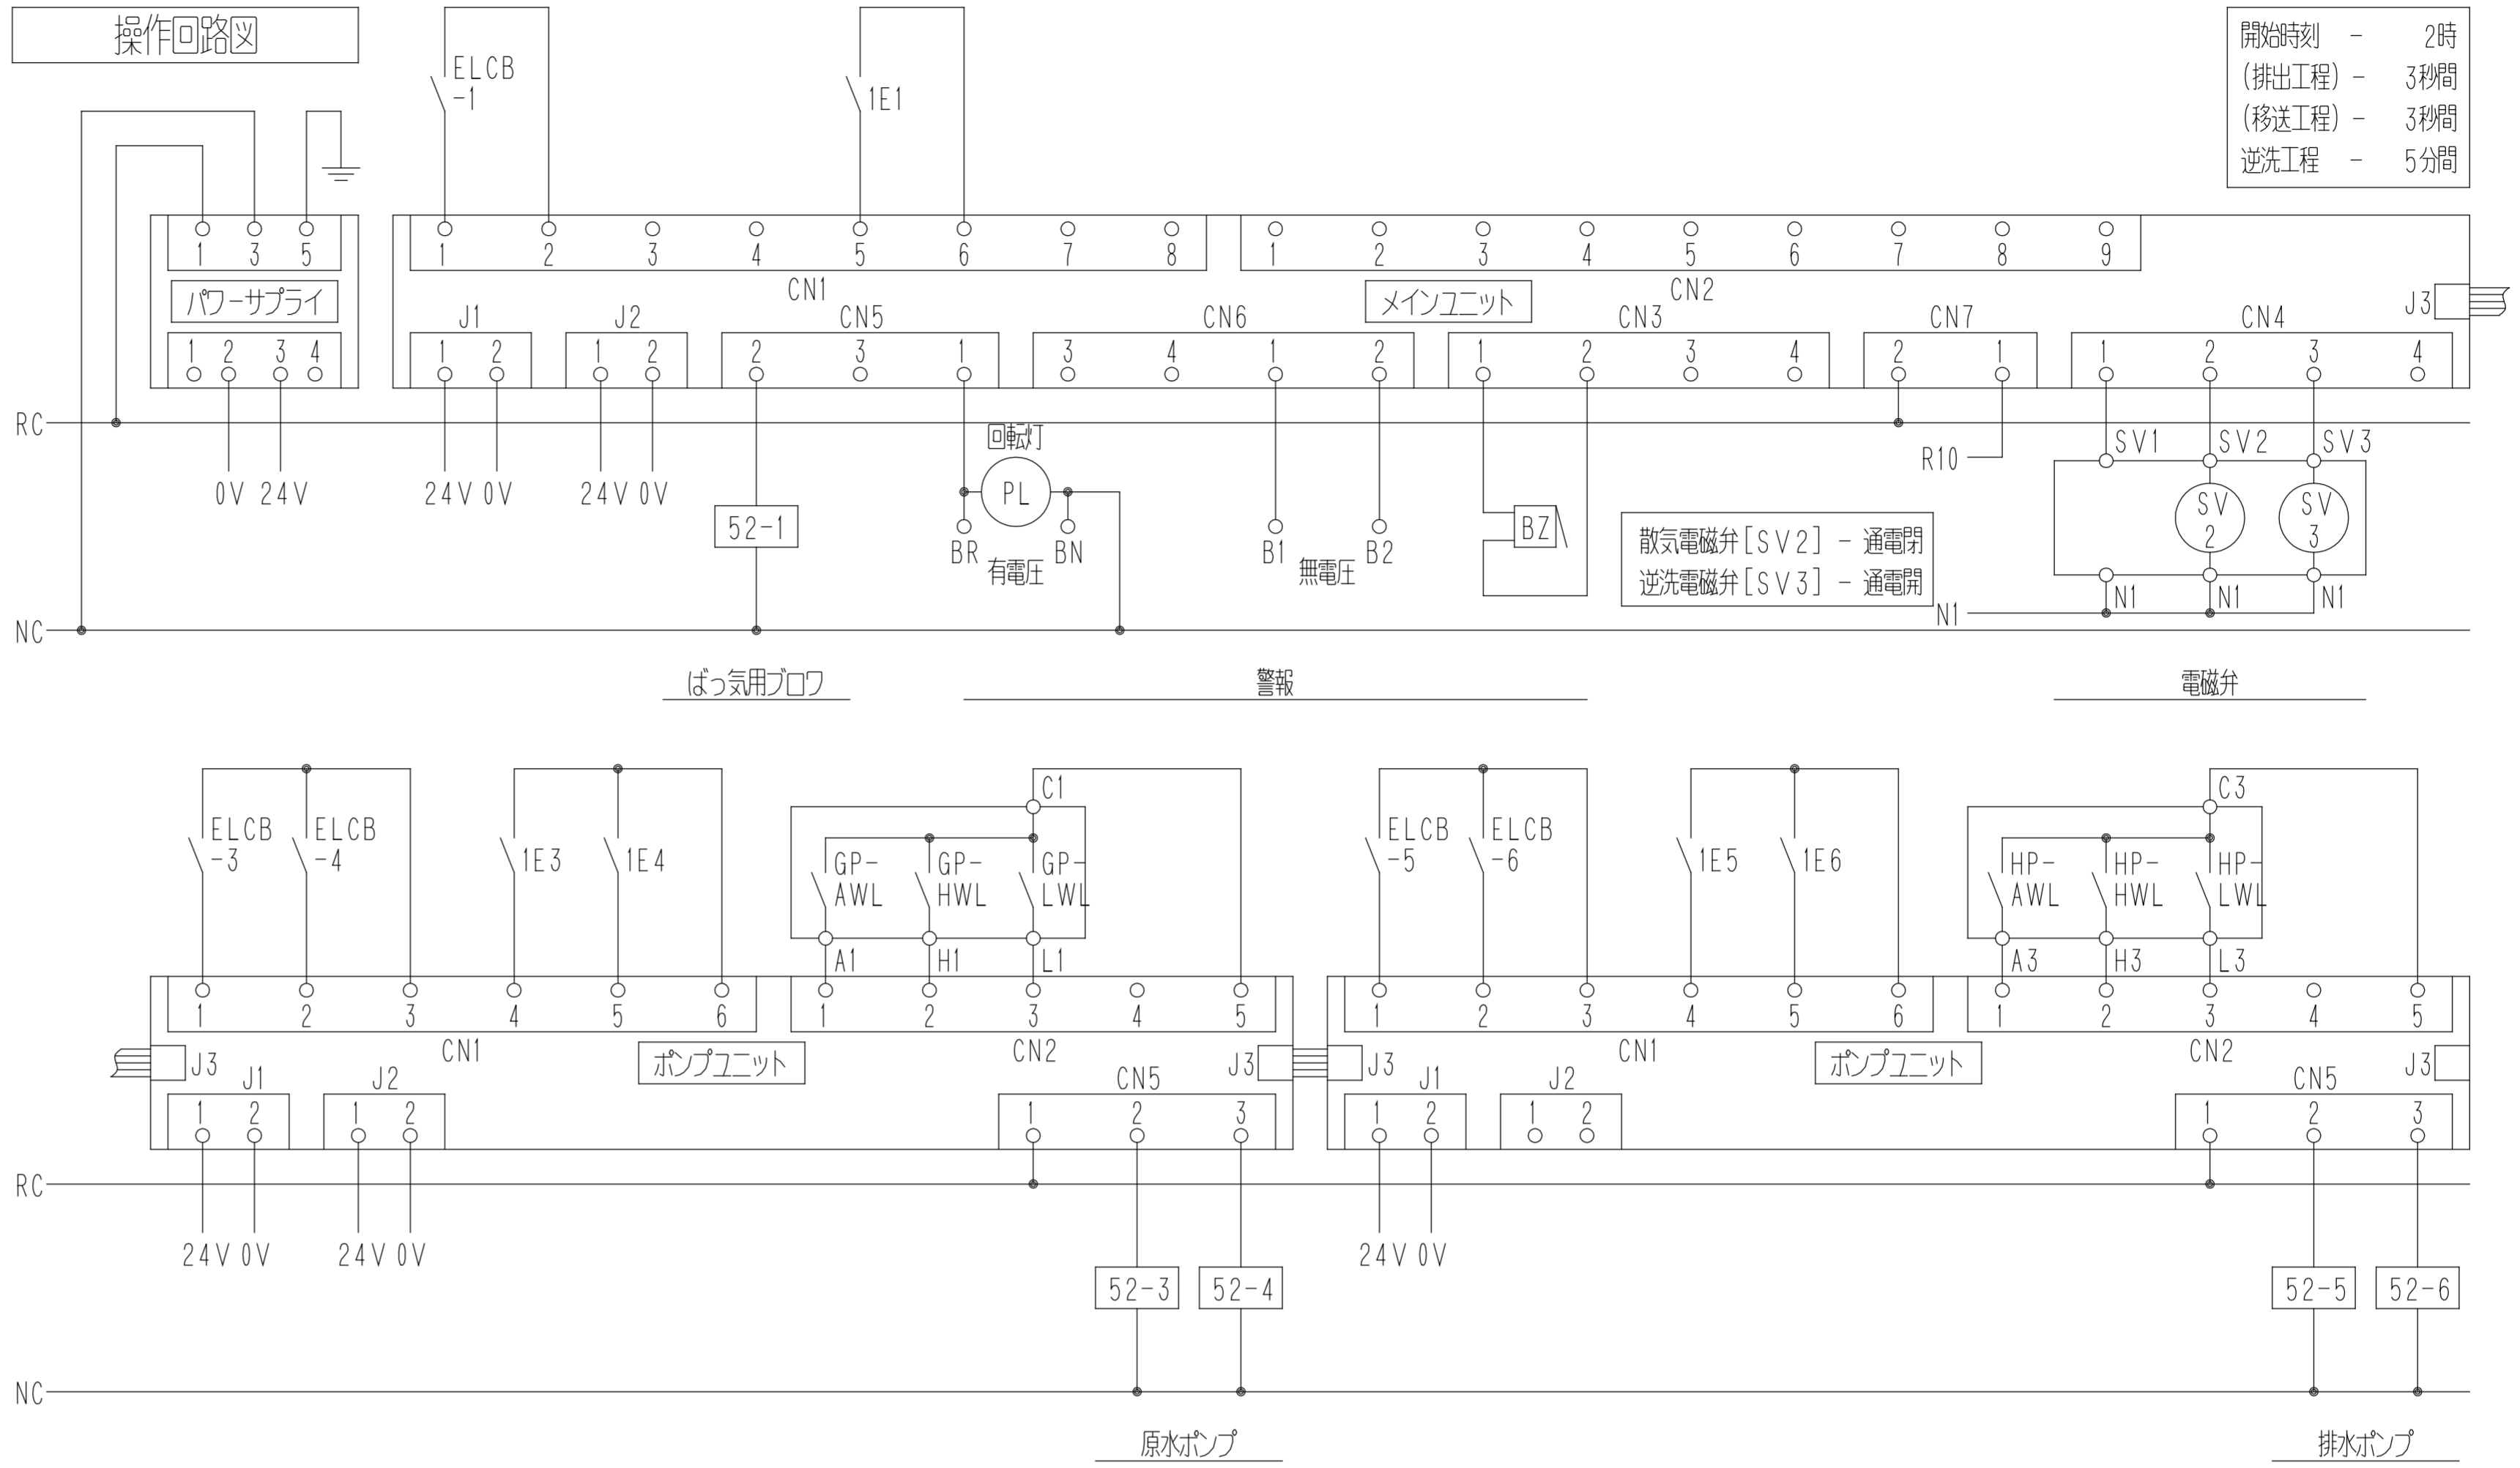 操作回路図
ELCB
-1
1E1
開始時刻 - 2時
(排出工程) - 3秒間
(移送工程) - 3秒間
逆洗工程 - 5分間
1 3 5
1 2 3 4 5 6 7 8
1 2 3 4 5 6 7 8 9
パワーサプライ
CN1
メインユニット
CN2
J3
J1
J2
CN5
CN6
CN3
CN7
CN4
1 2 3 4
1 2
1 2
2 3 1
3 4 1 2
1 2 3 4
2 1
1 2 3 4
RC
0V 24V
24V 0V
24V 0V
52-1
回転灯
PL
BR
BN
有電圧
B1
B2
無電圧
BZ
R10
散気電磁弁[SV2] - 通電閉
逆洗電磁弁[SV3] - 通電開
SV1
SV2
SV3
SV
2
SV
3
N1
N1
N1
N1
NC
ばっ気用ブロワ
警報
電磁弁
ELCB
-3
ELCB
-4
1E3
1E4
C1
GP-
AWL
GP-
HWL
GP-
LWL
A1
H1
L1
ELCB
-5
ELCB
-6
1E5
1E6
C3
HP-
AWL
HP-
HWL
HP-
LWL
A3
H3
L3
1 2 3 4 5 6
1 2 3 4 5
1 2 3 4 5 6
1 2 3 4 5
J3
CN1
ポンプユニット
CN2
J3
J3
CN1
ポンプユニット
CN2
J3
J1
J2
CN5
J1
J2
CN5
1 2
1 2
1 2 3
1 2
1 2
1 2 3
RC
24V 0V
24V 0V
24V 0V
52-3
52-4
52-5
52-6
NC
原水ポンプ
排水ポンプ